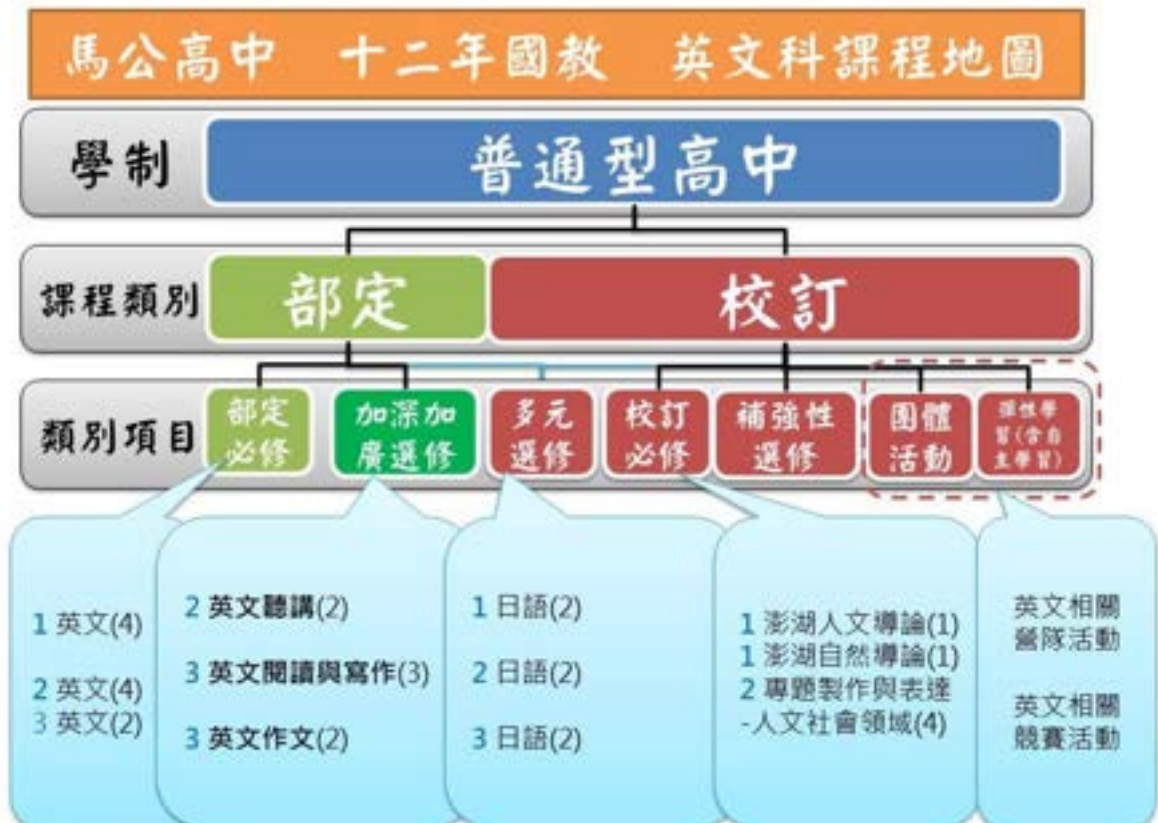 馬公高中 十二年國教 英文科課程地圖
學制
普通型高中
課程類別
部定
校訂
類別項目
部定
必修
加深加
廣選修
多元
選修
校訂
必修
補強性
選修
團體
活動
彈性學
習(含自
主學習)
1 英文(4)
2 英文(4)
3 英文(2)
2 英文聽講(2)
3 英文閱讀與寫作(3)
3 英文作文(2)
1 日語(2)
2 日語(2)
3 日語(2)
1 澎湖人文導論(1)
1 澎湖自然導論(1)
2 專題製作與表達
-人文社會領域(4)
英文相關
營隊活動
英文相關
競賽活動